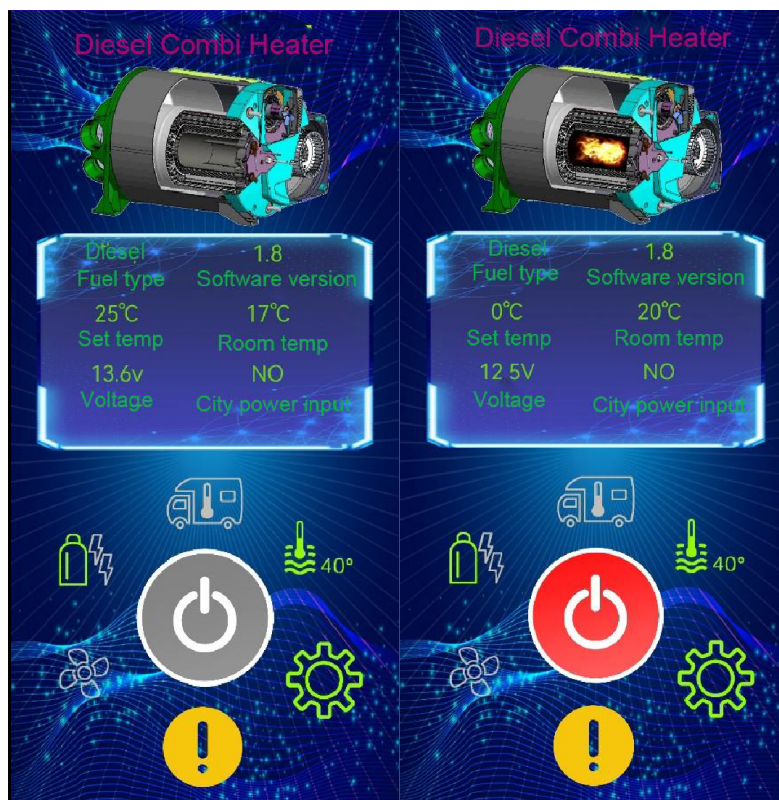 Diesel Combi Heater
Diesel 1.8
Fuel type Software version
25℃ 17℃
Set temp Room temp
13.6v NO
Voltage City power input
40°
Diesel Combi Heater
Diesel 1.8
Fuel type Software version
0℃ 20℃
Set temp Room temp
12 5V NO
Voltage City power input
40°